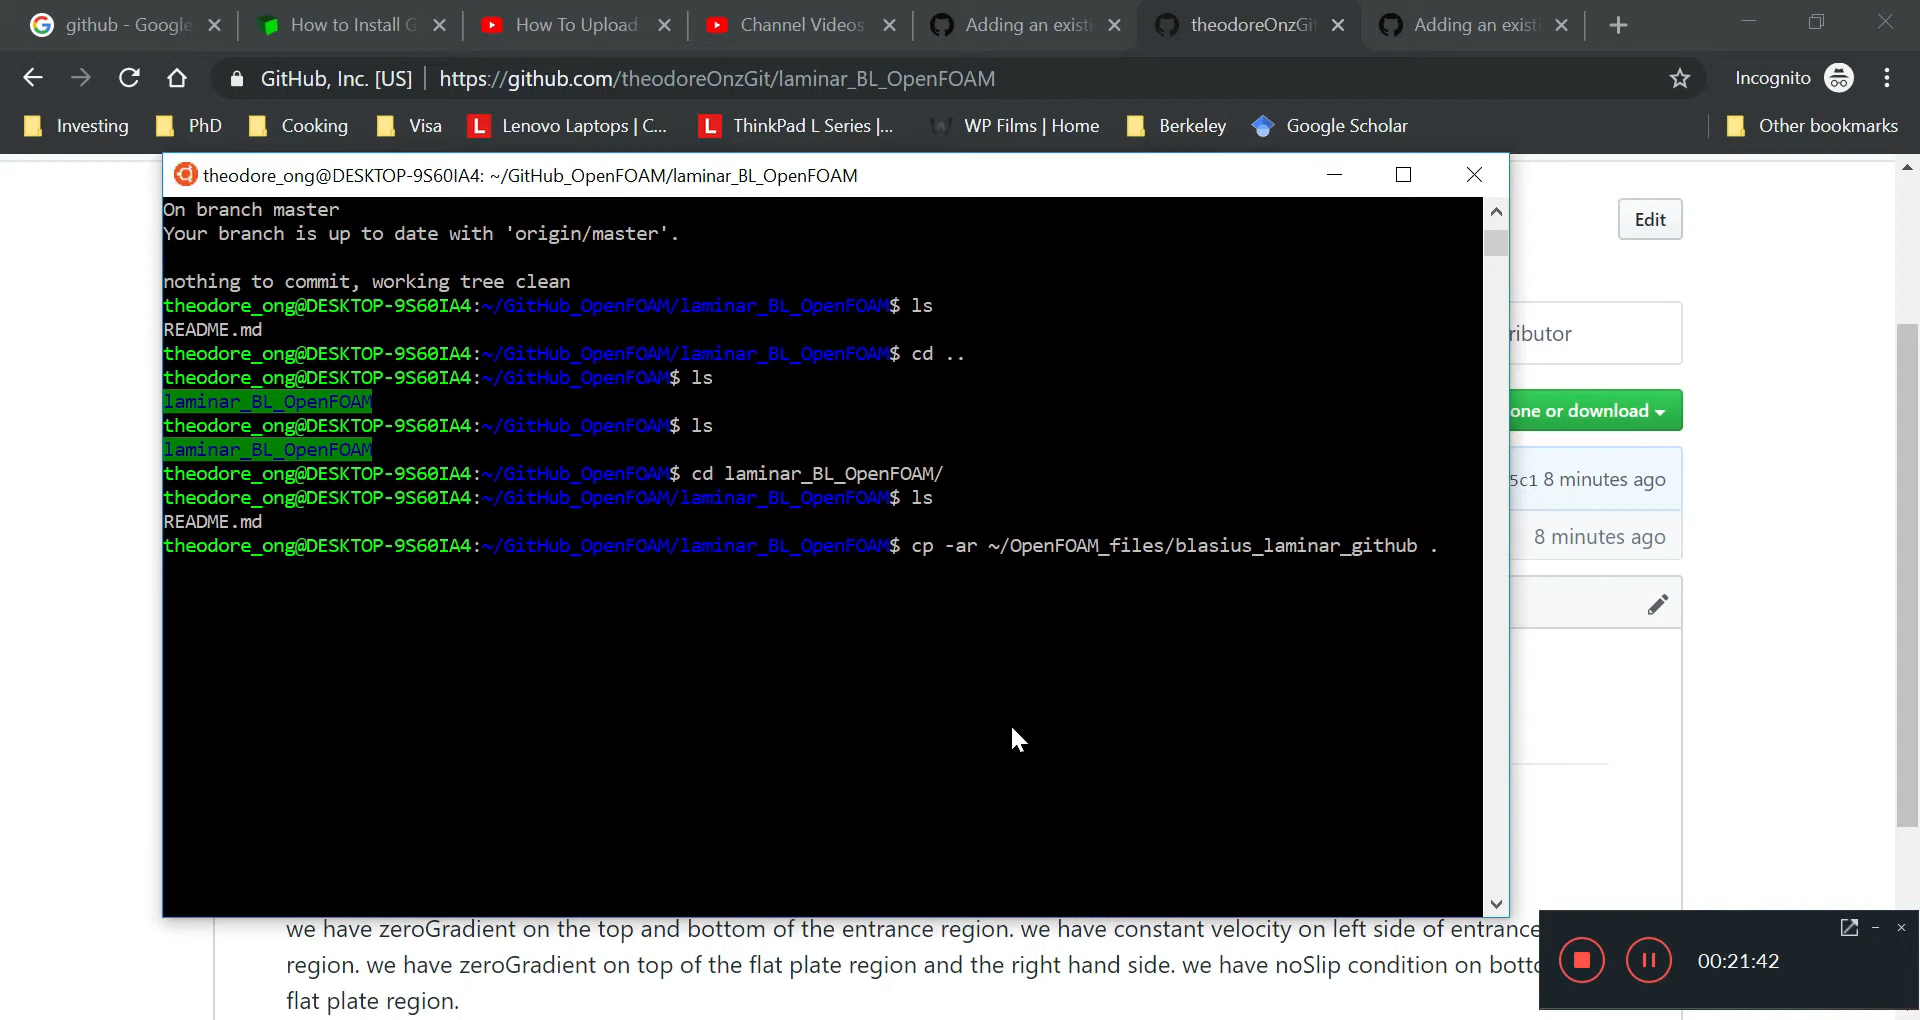 github - Google
How to Install G
How To Upload
Channel Videos
Adding an existi
theodoreOnzGit
Adding an existi
GitHub, Inc. [US]
https://github.com/theodoreOnzGit/laminar_BL_OpenFOAM
Incognito
Investing
PhD
Cooking
Visa
Lenovo Laptops | C...
ThinkPad L Series |...
WP Films | Home
Berkeley
Google Scholar
Other bookmarks
theodore_ong@DESKTOP-9S60IA4: ~/GitHub_OpenFOAM/laminar_BL_OpenFOAM
On branch master
Your branch is up to date with 'origin/master'.
nothing to commit, working tree clean
theodore_ong@DESKTOP-9S60IA4:~/GitHub_OpenFOAM/laminar_BL_OpenFOAM$ ls
README.md
theodore_ong@DESKTOP-9S60IA4:~/GitHub_OpenFOAM/laminar_BL_OpenFOAM$ cd ..
theodore_ong@DESKTOP-9S60IA4:~/GitHub_OpenFOAM$ ls
laminar_BL_OpenFOAM
theodore_ong@DESKTOP-9S60IA4:~/GitHub_OpenFOAM$ ls
laminar_BL_OpenFOAM
theodore_ong@DESKTOP-9S60IA4:~/GitHub_OpenFOAM$ cd laminar_BL_OpenFOAM/
theodore_ong@DESKTOP-9S60IA4:~/GitHub_OpenFOAM/laminar_BL_OpenFOAM$ ls
README.md
theodore_ong@DESKTOP-9S60IA4:~/GitHub_OpenFOAM/laminar_BL_OpenFOAM$ cp -ar ~/OpenFOAM_files/blasius_laminar_github .
Edit
ributor
one or download
5c1 8 minutes ago
8 minutes ago
we have zeroGradient on the top and bottom of the entrance region. we have constant velocity on left side of entrance
region. we have zeroGradient on top of the flat plate region and the right hand side. we have noSlip condition on botto
flat plate region.
00:21:42